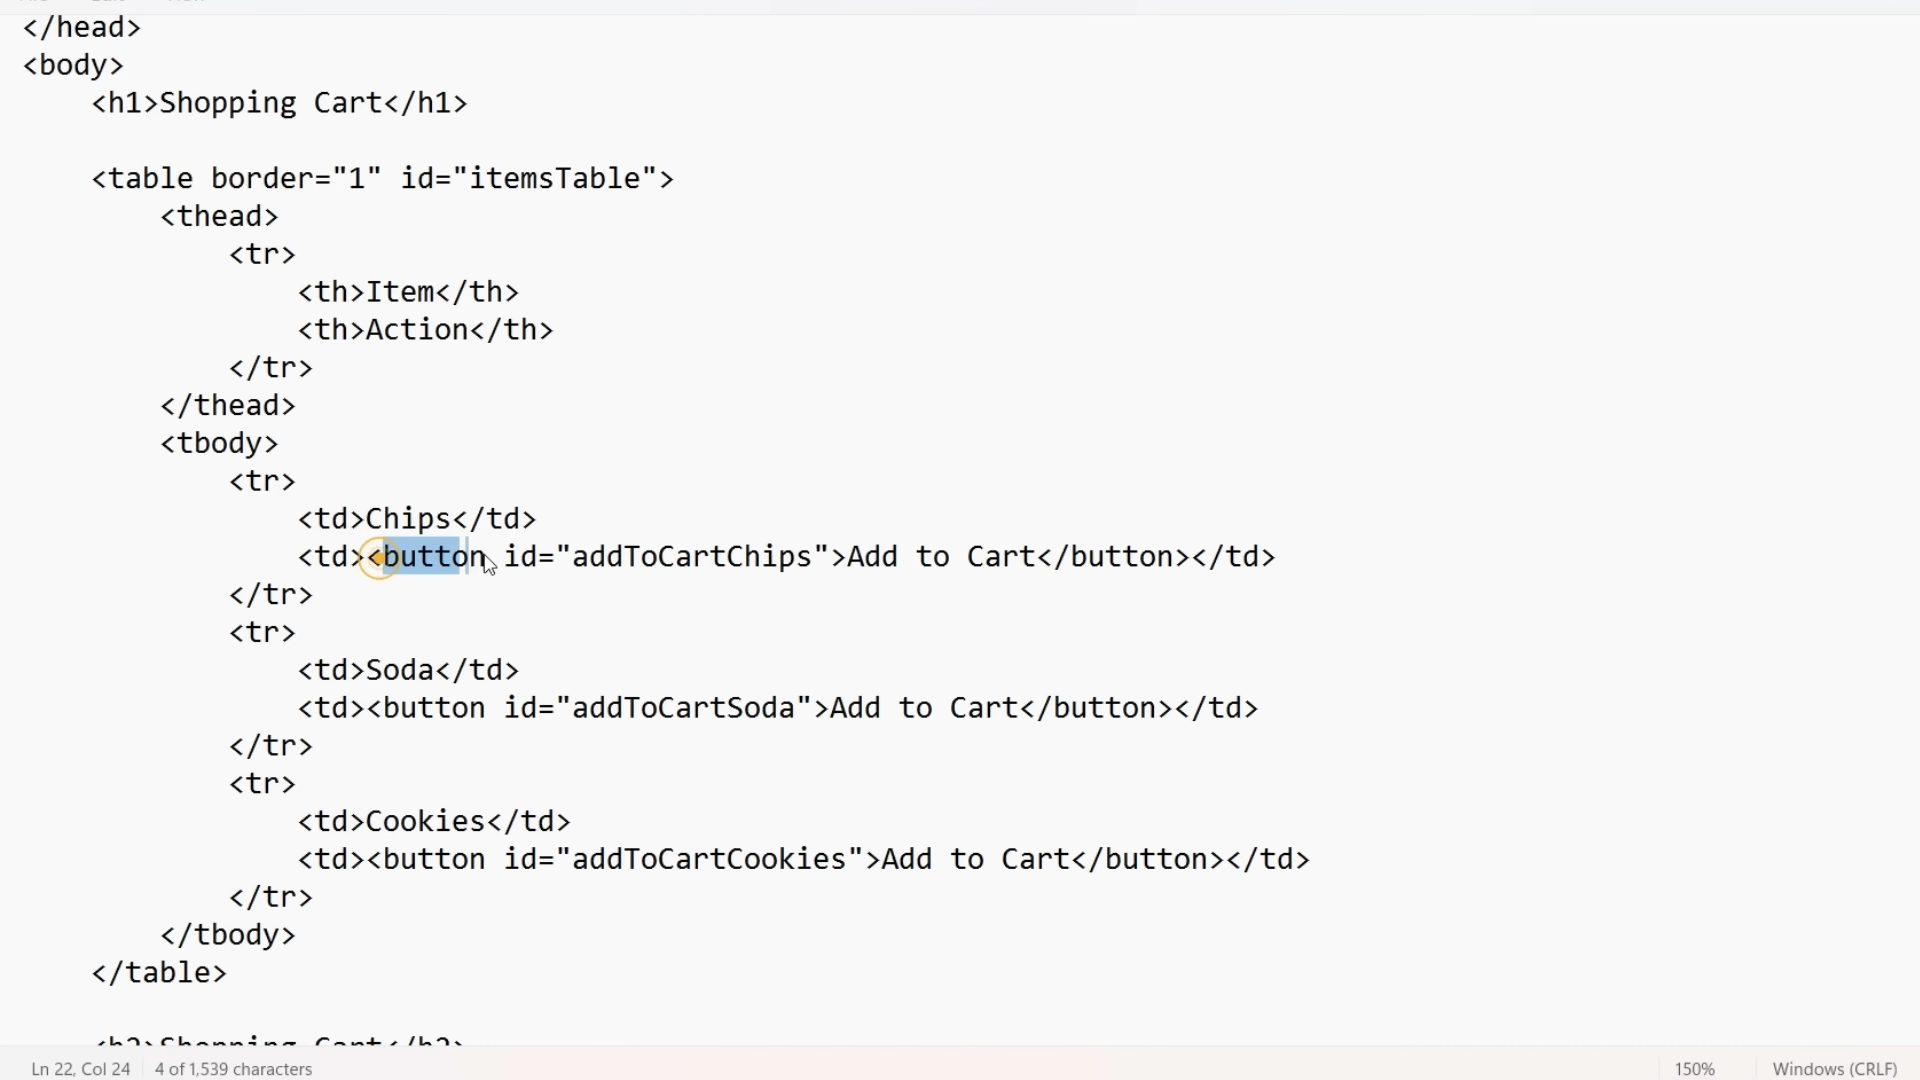 </head>
<body>
<h1>Shopping Cart</h1>
<table border="1" id="itemsTable">
<thead>
<tr>
<th>Item</th>
<th>Action</th>
</tr>
</thead>
<tbody>
<tr>
<td>Chips</td>
<td><button id="addToCartChips">Add to Cart</button></td>
</tr>
<tr>
<td>Soda</td>
<td><button id="addToCartSoda">Add to Cart</button></td>
</tr>
<tr>
<td>Cookies</td>
<td><button id="addToCartCookies">Add to Cart</button></td>
</tr>
</tbody>
</table>
<h2>Shopping Cart</h2>
Ln 22, Col 24 4 of 1,539 characters 150% Windows (CRLF)